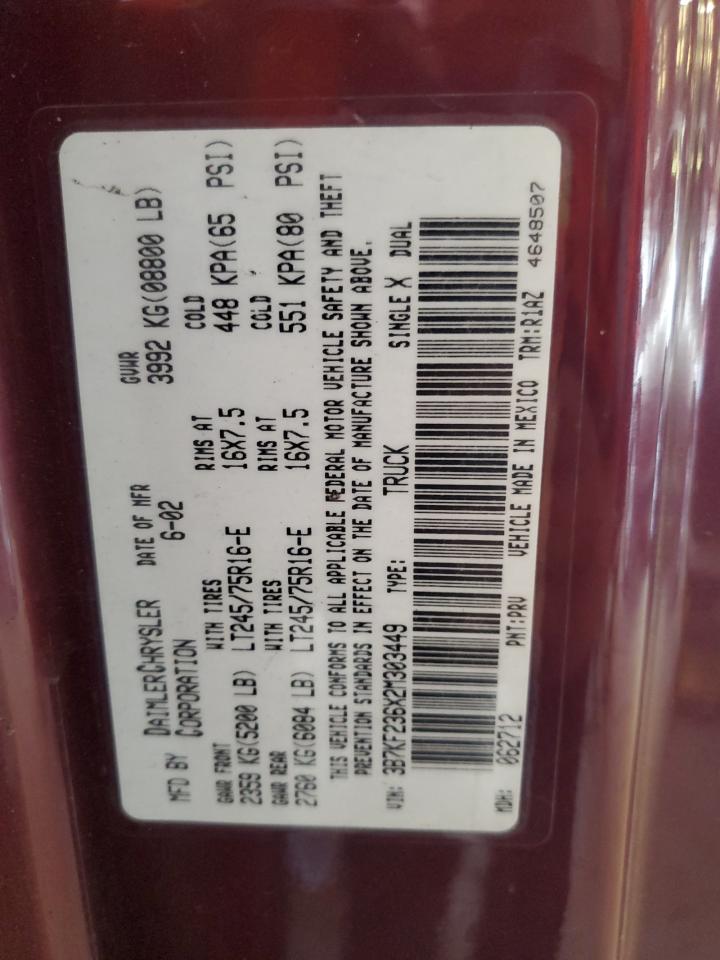 MFD BY DAIMLERCHRYSLER CORPORATION DATE OF MFR 6-02 GVWR 3992 KG(08800 LB)
GAWR FRONT WITH TIRES RIMS AT COLD
2359 KG(5200 LB) LT245/75R16-E 16X7.5 448 KPA(65 PSI)
GAWR REAR WITH TIRES RIMS AT COLD
2760 KG(6084 LB) LT245/75R16-E 16X7.5 551 KPA(80 PSI)
THIS VEHICLE CONFORMS TO ALL APPLICABLE FEDERAL MOTOR VEHICLE SAFETY AND THEFT
PREVENTION STANDARDS IN EFFECT ON THE DATE OF MANUFACTURE SHOWN ABOVE.
VIN: 3B7KF236X2M303449 TYPE: TRUCK SINGLE X DUAL
MDH: 062712 PNT:PRV VEHICLE MADE IN MEXICO TRM:R1AZ 4648507